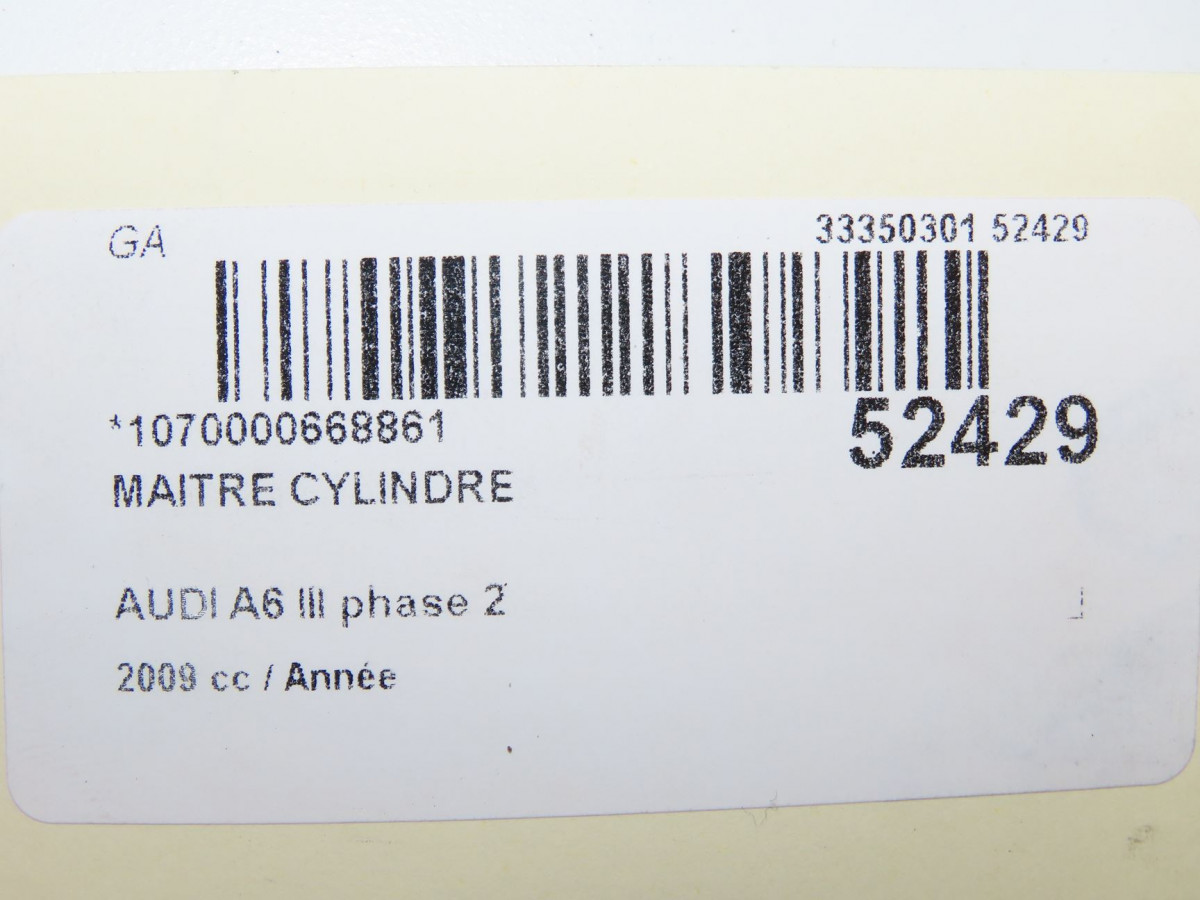 GA
33350301 52429
*1070000668861
52429
MAITRE CYLINDRE
AUDI A6 III phase 2
2009 cc / Année